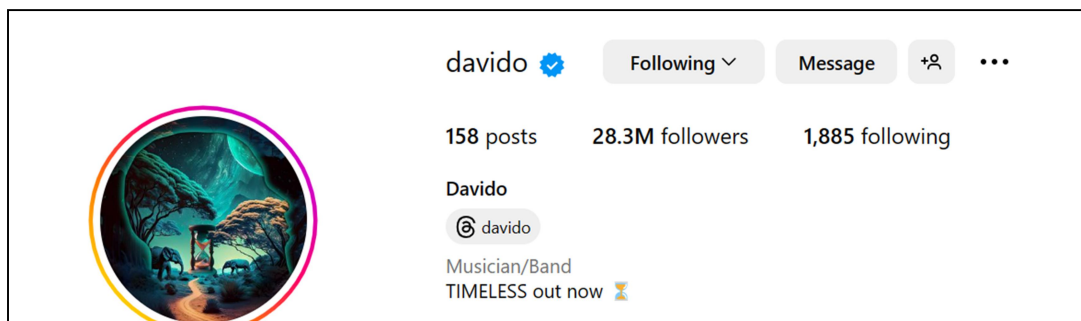 davido Following Message
158 posts 28.3M followers 1,885 following
Davido
davido
Musician/Band
TIMELESS out now ⏳